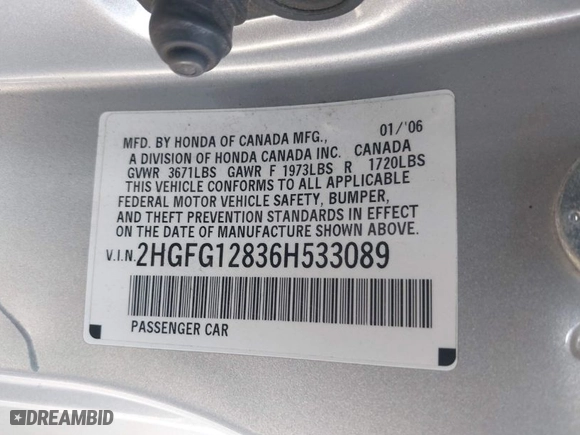 MFD. BY HONDA OF CANADA MFG., 01/'06
A DIVISION OF HONDA CANADA INC. CANADA
GVWR 3671LBS GAWR F 1973LBS R 1720LBS
THIS VEHICLE CONFORMS TO ALL APPLICABLE
FEDERAL MOTOR VEHICLE SAFETY, BUMPER,
AND THEFT PREVENTION STANDARDS IN EFFECT
ON THE DATE OF MANUFACTURE SHOWN ABOVE.
V.I.N. 2HGFG12836H533089
PASSENGER CAR
DREAMBID